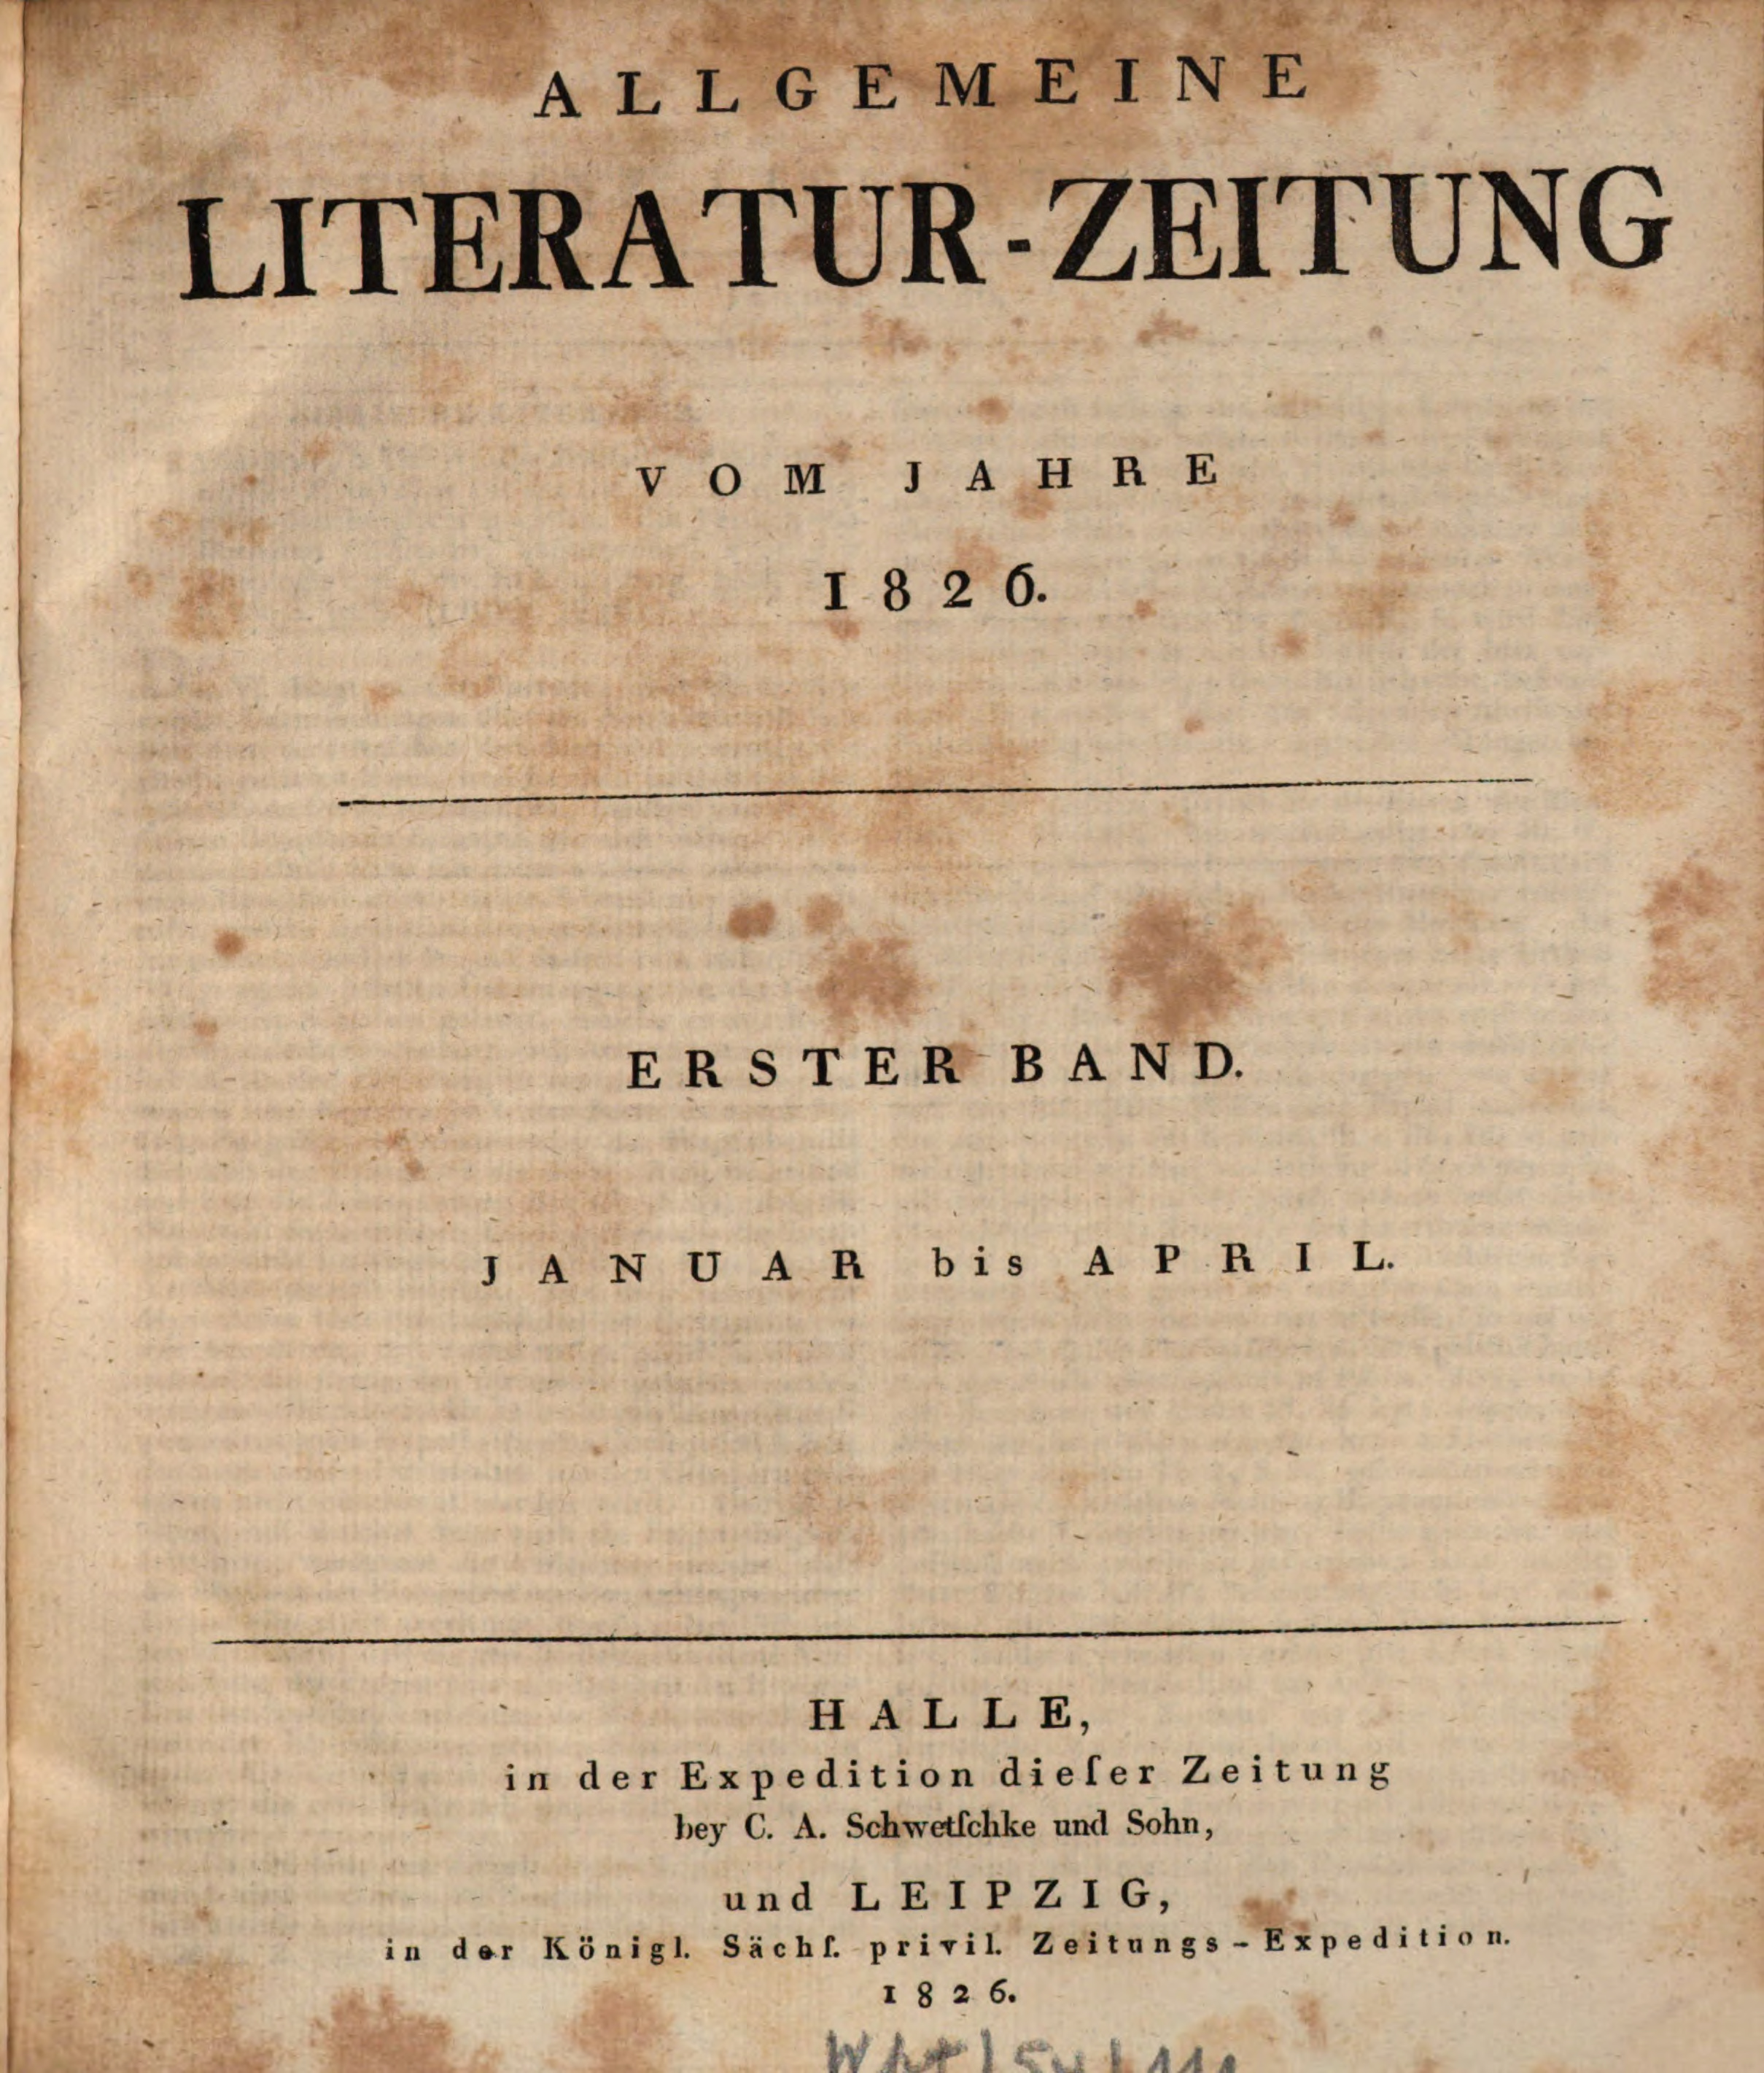 ALLGEMEINE
LITERATUR-ZEITUNG
VOM JAHRE
1826.
ERSTER BAND.
JANUAR bis APRIL.
HALLE,
in der Expedition dieſer Zeitung
bey C. A. Schwetſchke und Sohn,
und LEIPZIG,
in der Königl. Sächſ. privil. Zeitungs-Expedition.
1826.